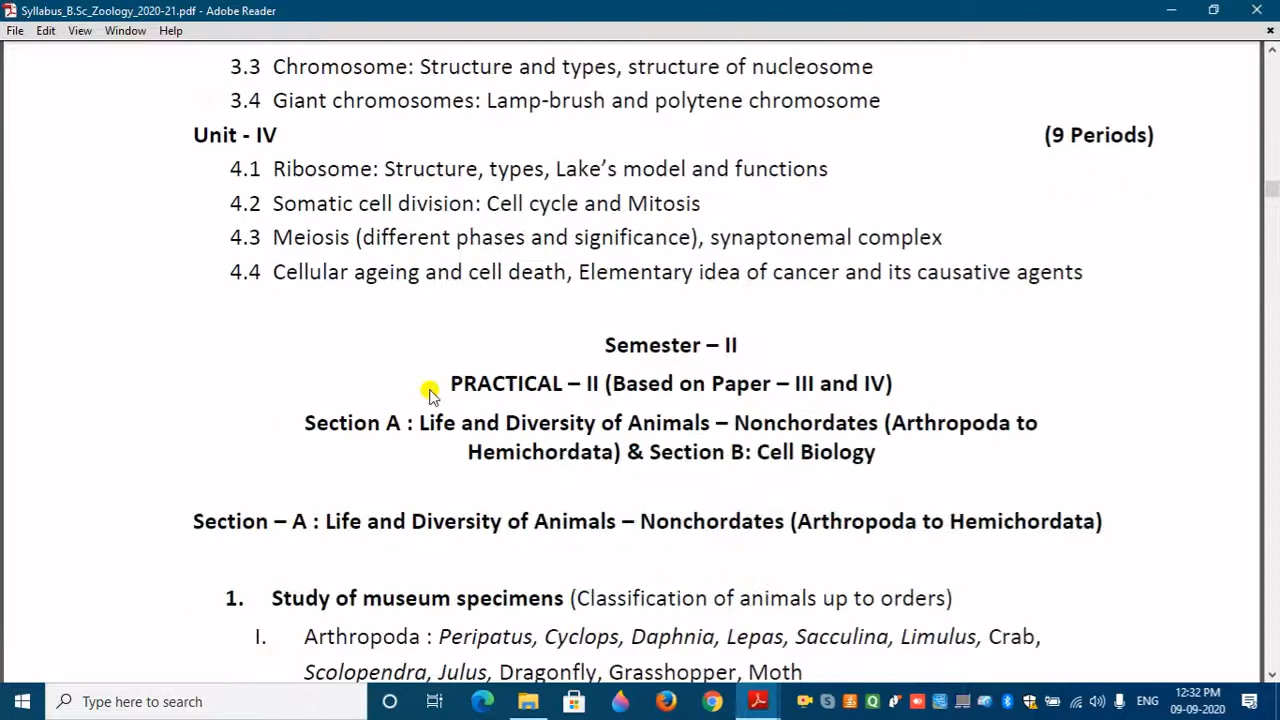 Syllabus_B.Sc_Zoology_2020-21.pdf - Adobe Reader
File Edit View Window Help
3.3 Chromosome: Structure and types, structure of nucleosome
3.4 Giant chromosomes: Lamp-brush and polytene chromosome
Unit - IV (9 Periods)
4.1 Ribosome: Structure, types, Lake’s model and functions
4.2 Somatic cell division: Cell cycle and Mitosis
4.3 Meiosis (different phases and significance), synaptonemal complex
4.4 Cellular ageing and cell death, Elementary idea of cancer and its causative agents
Semester – II
PRACTICAL – II (Based on Paper – III and IV)
Section A : Life and Diversity of Animals – Nonchordates (Arthropoda to
Hemichordata) & Section B: Cell Biology
Section – A : Life and Diversity of Animals – Nonchordates (Arthropoda to Hemichordata)
1. Study of museum specimens (Classification of animals up to orders)
I. Arthropoda : Peripatus, Cyclops, Daphnia, Lepas, Sacculina, Limulus, Crab,
Scolopendra, Julus, Dragonfly, Grasshopper, Moth
Type here to search
ENG
12:32 PM
09-09-2020